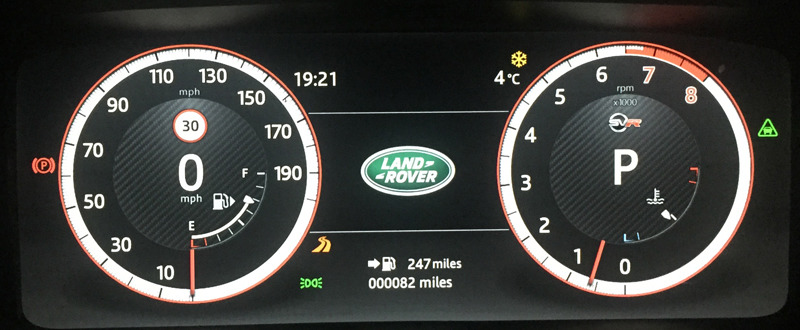 110 130
90 mph 150
30
70 170
0
mph F 190
50
E
30
10
19:21
4°C
LAND
ROVER
247 miles
000082 miles
6 7
5 rpm 8
x1000
4 SVR
3 P
2
1 0
(P)